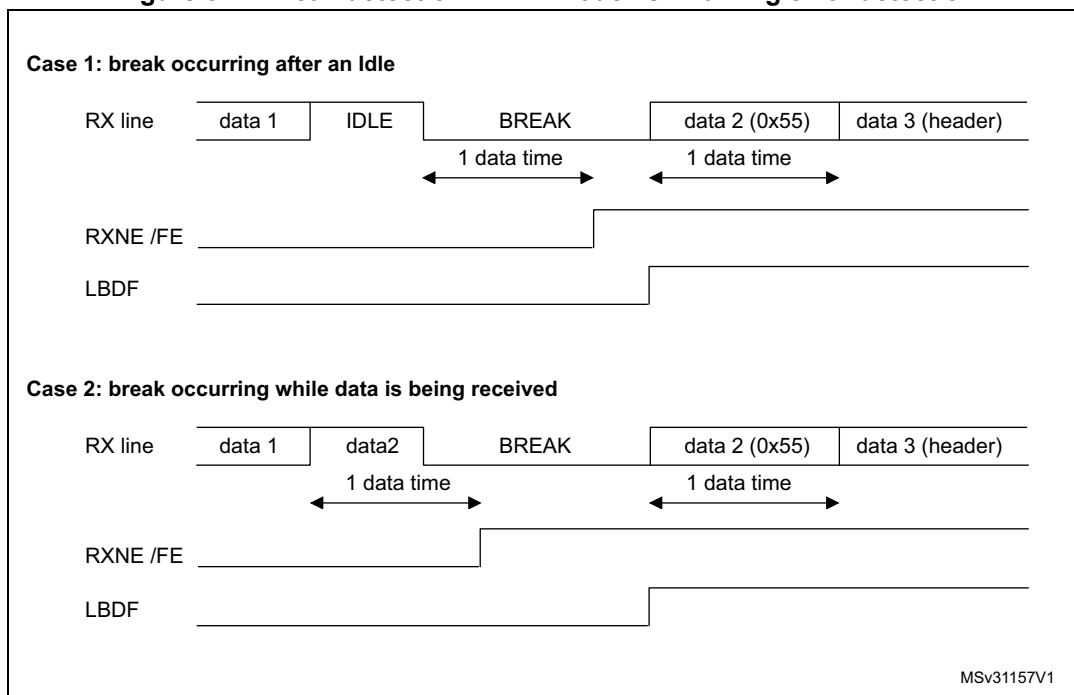 Case 1: break occurring after an Idle
RX line data 1 IDLE BREAK data 2 (0x55) data 3 (header)
1 data time 1 data time
RXNE /FE
LBDF
Case 2: break occurring while data is being received
RX line data 1 data2 BREAK data 2 (0x55) data 3 (header)
1 data time 1 data time
RXNE /FE
LBDF
MSv31157V1